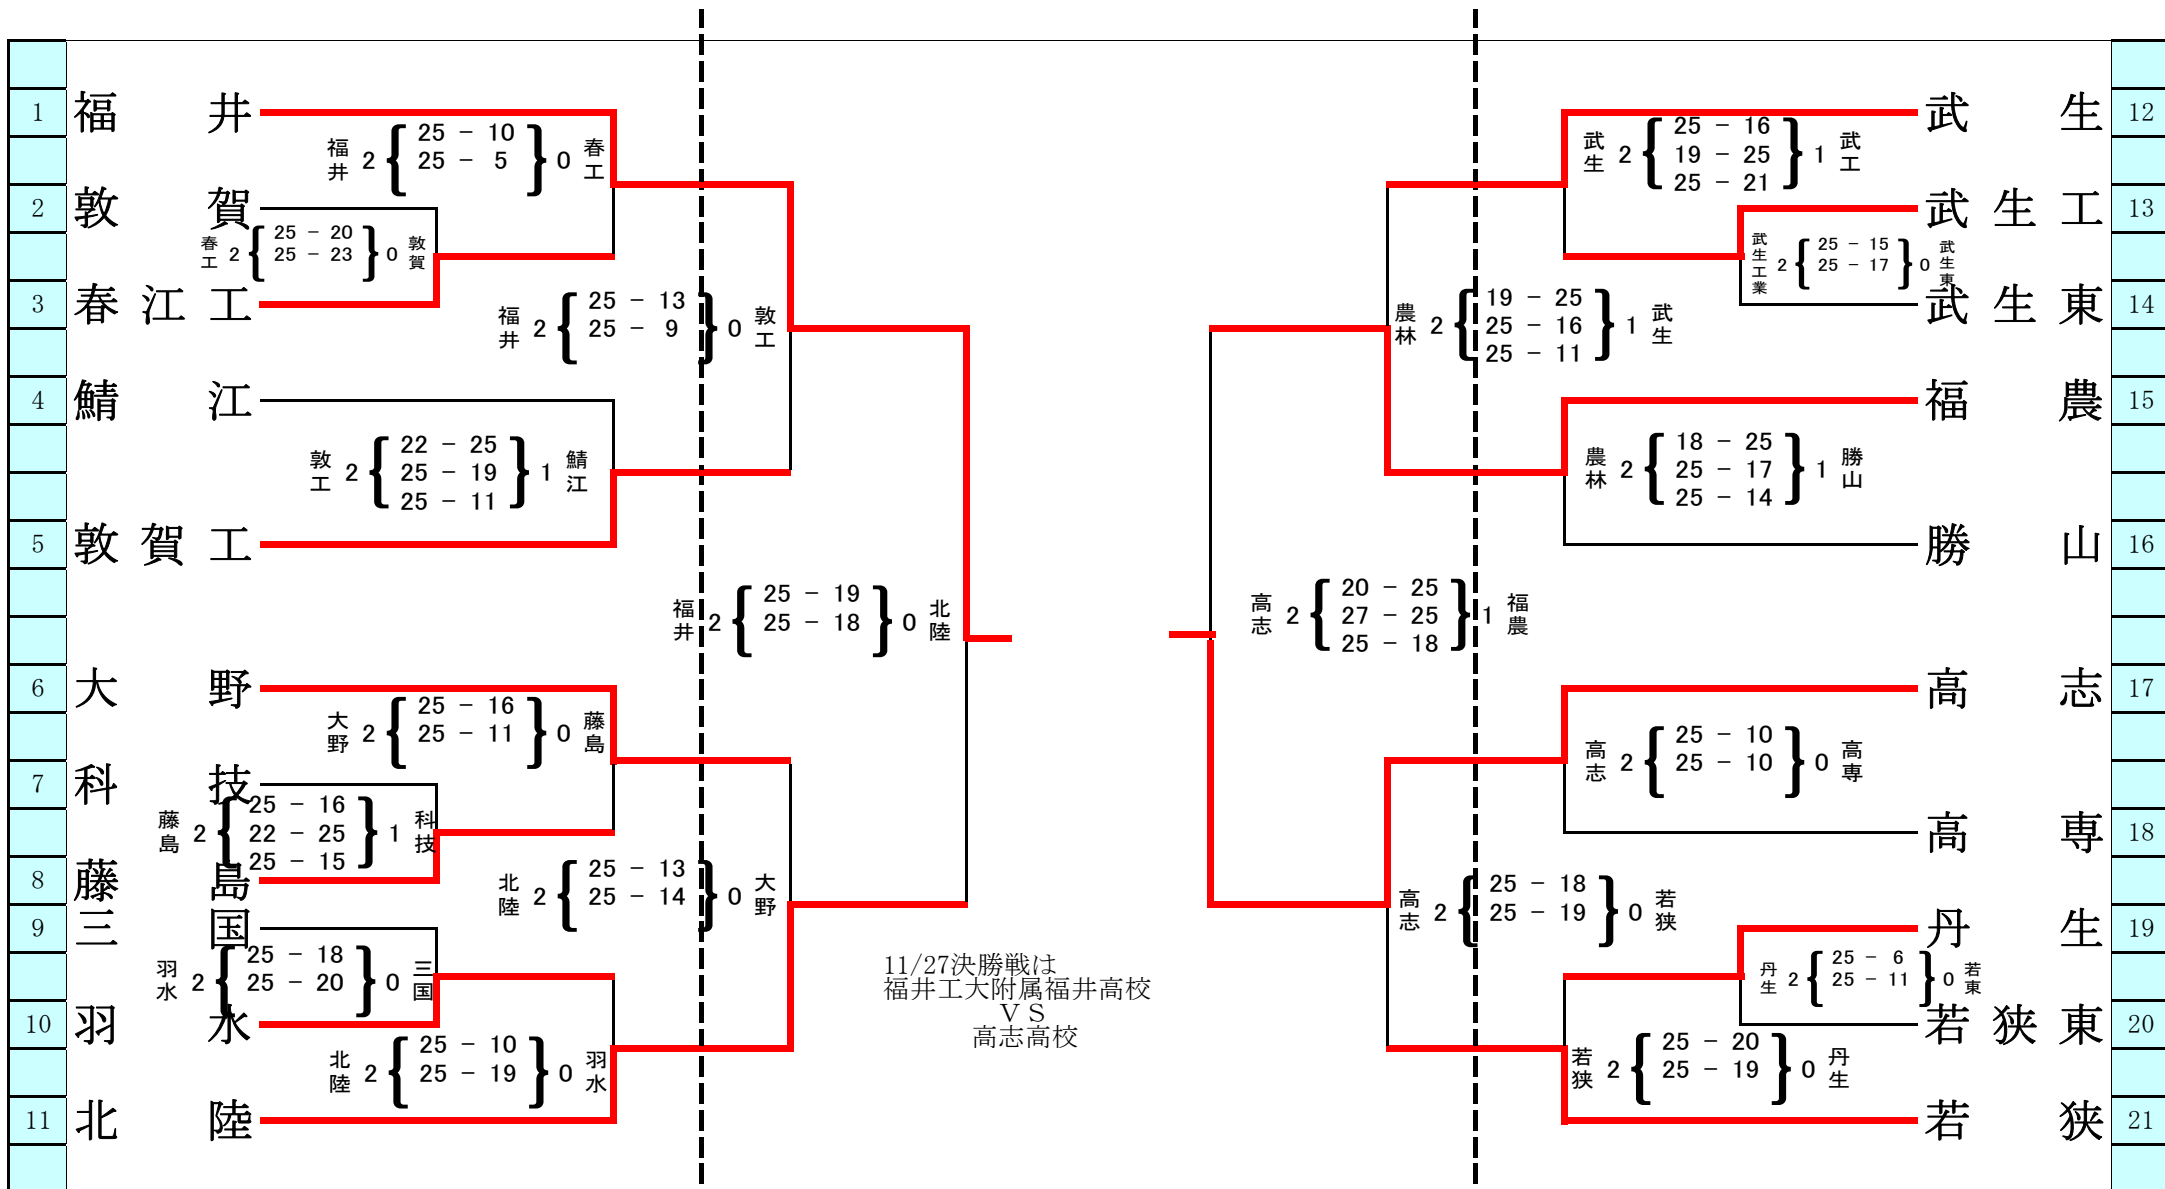 1 福井
福井 2 { 25 − 10 } 0 春工
25 − 5
2 敦賀
春工 2 { 25 − 20 } 0 敦賀
25 − 23
3 春江工
福井 2 { 25 − 13 } 0 敦工
25 − 9
4 鯖江
敦工 2 { 22 − 25 } 1 鯖江
25 − 19
25 − 11
5 敦賀工
福井 2 { 25 − 19 } 0 北陸
25 − 18
6 大野
大野 2 { 25 − 16 } 0 藤島
25 − 11
7 科技
藤島 2 { 25 − 16 } 1 科技
22 − 25
25 − 15
8 藤島
北陸 2 { 25 − 13 } 0 大野
25 − 14
9 三国
羽水 2 { 25 − 18 } 0 三国
25 − 20
10 羽水
北陸 2 { 25 − 10 } 0 羽水
25 − 19
11 北陸
11/27決勝戦は
福井工大附属福井高校
ＶＳ
高志高校
武生 12
武生 2 { 25 − 16 } 1 武工
19 − 25
25 − 21
武生工 13
武生工業 2 { 25 − 15 } 0 武生東
25 − 17
武生東 14
農林 2 { 19 − 25 } 1 武生
25 − 16
25 − 11
福農 15
農林 2 { 18 − 25 } 1 勝山
25 − 17
25 − 14
勝山 16
高志 2 { 20 − 25 } 1 福農
27 − 25
25 − 18
高志 17
高志 2 { 25 − 10 } 0 高専
25 − 10
高専 18
高志 2 { 25 − 18 } 0 若狭
25 − 19
丹生 19
丹生 2 { 25 − 6 } 0 若東
25 − 11
若狭東 20
若狭 2 { 25 − 20 } 0 丹生
25 − 19
若狭 21